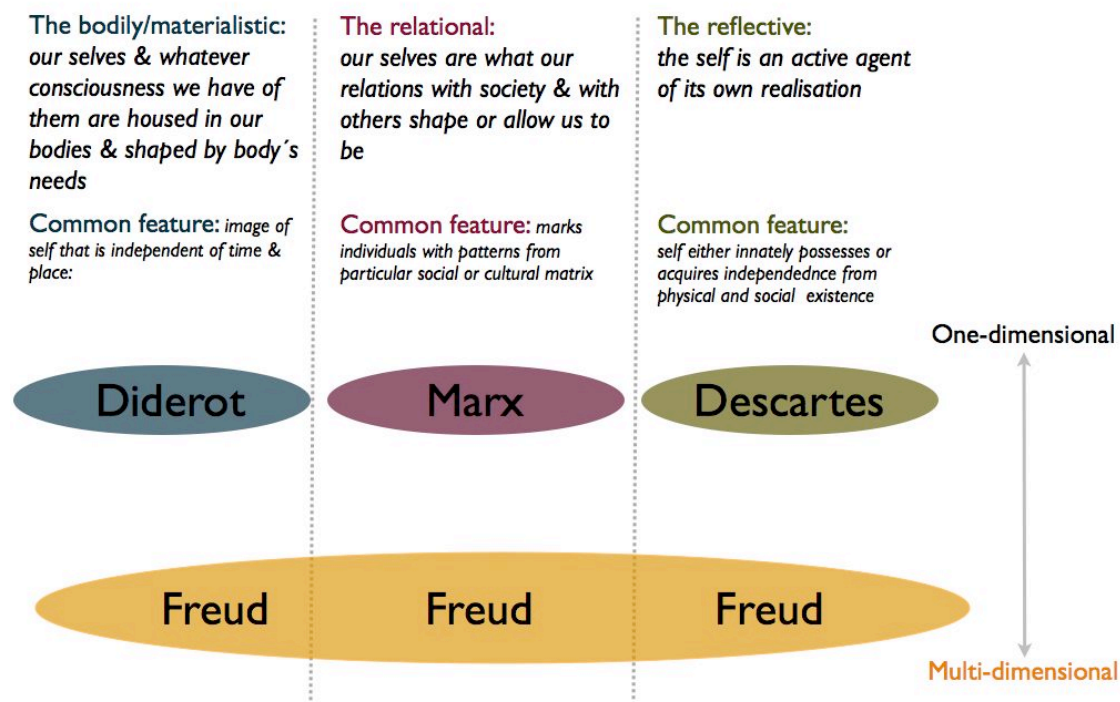 The bodily/materialistic:
our selves & whatever
consciousness we have of
them are housed in our
bodies & shaped by body´s
needs
Common feature: image of
self that is independent of time &
place:
The relational:
our selves are what our
relations with society & with
others shape or allow us to
be
Common feature: marks
individuals with patterns from
particular social or cultural matrix
The reflective:
the self is an active agent
of its own realisation
Common feature:
self either innately possesses or
acquires independednce from
physical and social existence
One-dimensional
Diderot
Marx
Descartes
Freud
Freud
Freud
Multi-dimensional